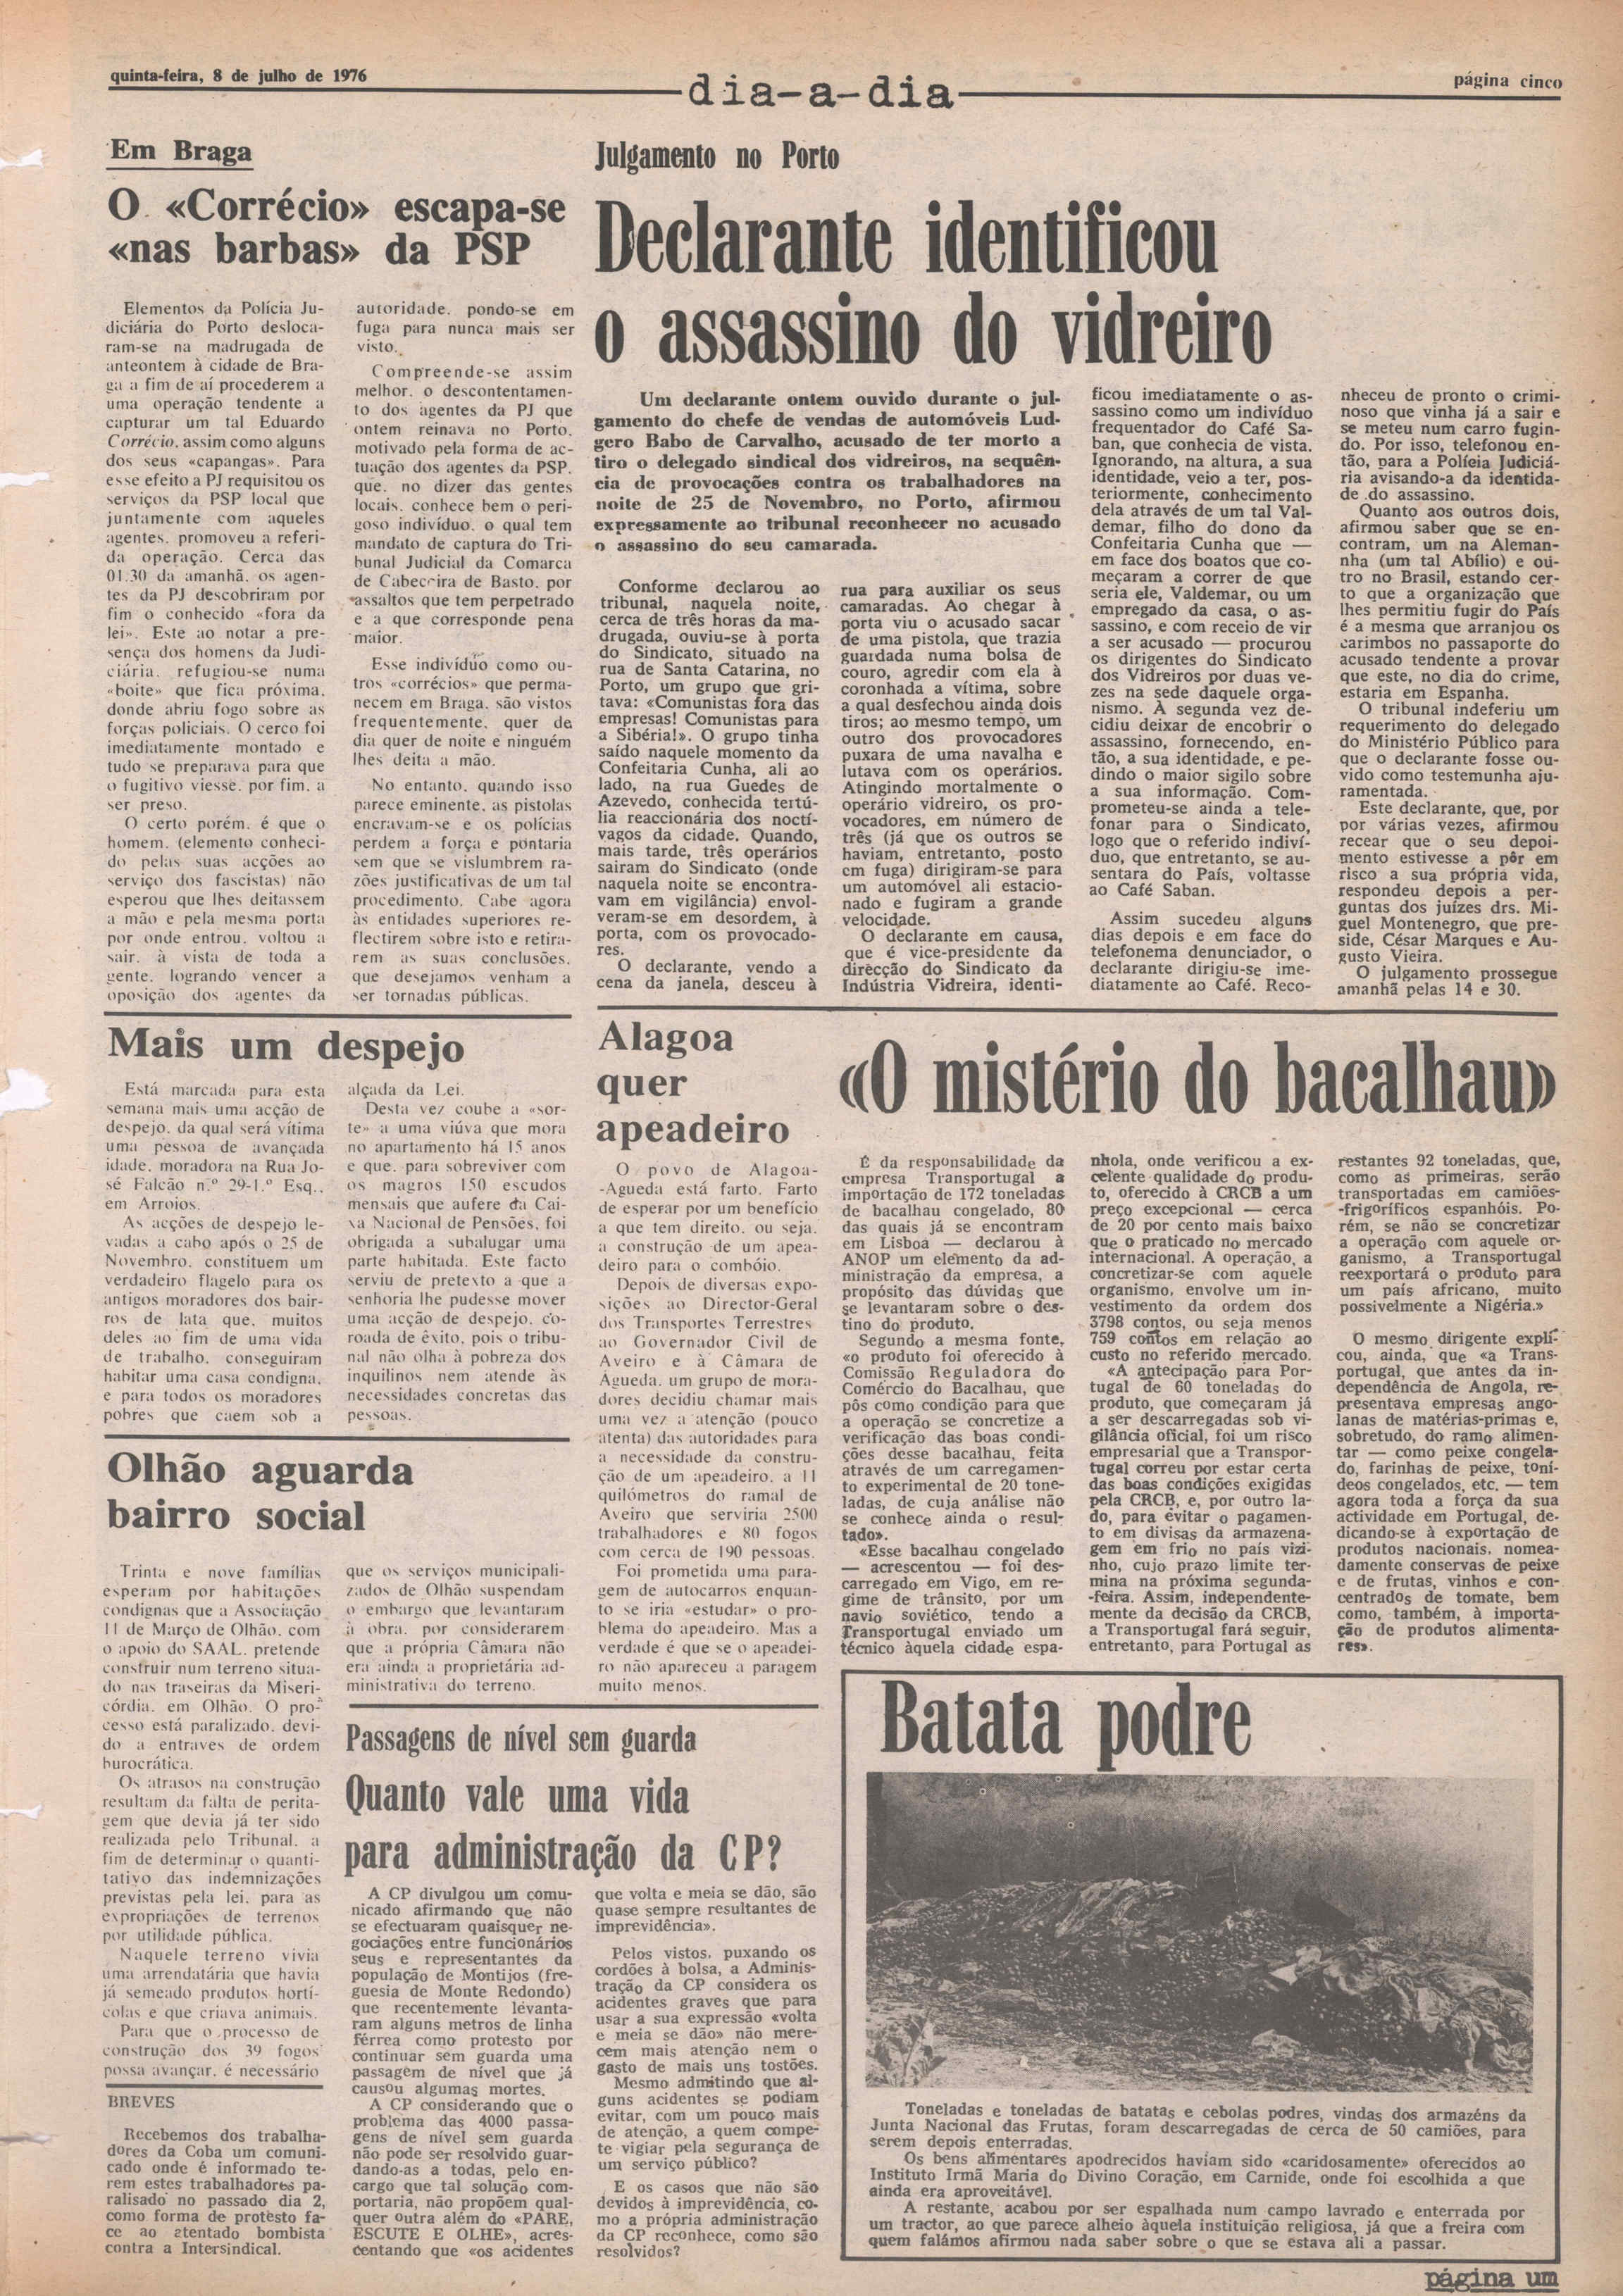 quinta-feira, 8 de julho de 1976
dia-a-dia
página cinco
Em Braga
O «Corrécio» escapa-se
«nas barbas» da PSP
Elementos da Polícia Ju-
diciária do Porto desloca-
ram-se na madrugada de
anteontem à cidade de Bra-
ga a fim de aí procederem a
uma operação tendente a
capturar um tal Eduardo
Corrécio, assim como alguns
dos seus «capangas». Para
esse efeito a PJ requisitou os
serviços da PSP local que
juntamente com aqueles
agentes, promoveu a referi-
da operação. Cerca das
01.30 da amanhã, os agen-
tes da PJ descobriram por
fim o conhecido «fora da
lei». Este ao notar a pre-
sença dos homens da Judi-
ciária, refugiou-se numa
«boite» que fica próxima,
donde abriu fogo sobre as
forças policiais. O cerco foi
imediatamente montado e
tudo se preparava para que
o fugitivo viesse, por fim, a
ser preso.
O certo porém, é que o
homem, (elemento conheci-
do pelas suas acções ao
serviço dos fascistas) não
esperou que lhes deitassem
a mão e pela mesma porta
por onde entrou, voltou a
sair, à vista de toda a
gente, logrando vencer a
oposição dos agentes da
autoridade, pondo-se em
fuga para nunca mais ser
visto.
Compreende-se assim
melhor, o descontentamen-
to dos agentes da PJ que
ontem reinava no Porto,
motivado pela forma de ac-
tuação dos agentes da PSP,
que, no dizer das gentes
locais, conhece bem o peri-
goso indivíduo, o qual tem
mandato de captura do Tri-
bunal Judicial da Comarca
de Cabeceira de Basto, por
assaltos que tem perpetrado
e a que corresponde pena
maior.
Esse indivíduo como ou-
tros «corrécios» que perma-
necem em Braga, são vistos
frequentemente, quer de
dia quer de noite e ninguém
lhes deita a mão.
No entanto, quando isso
parece eminente, as pistolas
encravam-se e os polícias
perdem a força e pontaria
sem que se vislumbrem ra-
zões justificativas de um tal
procedimento. Cabe agora
às entidades superiores re-
flectirem sobre isto e retira-
rem as suas conclusões,
que desejamos venham a
ser tornadas públicas.
Julgamento no Porto
Declarante identificou
o assassino do vidreiro
Um declarante ontem ouvido durante o jul-
gamento do chefe de vendas de automóveis Lud-
gero Babo de Carvalho, acusado de ter morto a
tiro o delegado sindical dos vidreiros, na sequên-
cia de provocações contra os trabalhadores na
noite de 25 de Novembro, no Porto, afirmou
expressamente ao tribunal reconhecer no acusado
o assassino do seu camarada.
Conforme declarou ao
tribunal, naquela noite,
cerca de três horas da ma-
drugada, ouviu-se à porta
do Sindicato, situado na
rua de Santa Catarina, no
Porto, um grupo que gri-
tava: «Comunistas fora das
empresas! Comunistas para
a Sibéria!». O grupo tinha
saído naquele momento da
Confeitaria Cunha, ali ao
lado, na rua Guedes de
Azevedo, conhecida tertú-
lia reaccionária dos noctí-
vagos da cidade. Quando,
mais tarde, três operários
sairam do Sindicato (onde
naquela noite se encontra-
vam em vigilância) envol-
veram-se em desordem, à
porta, com os provocado-
res.
O declarante, vendo a
cena da janela, desceu à
rua para auxiliar os seus
camaradas. Ao chegar à
porta viu o acusado sacar
de uma pistola, que trazia
guardada numa bolsa de
couro, agredir com ela à
coronhada a vítima, sobre
a qual desfechou ainda dois
tiros; ao mesmo tempo, um
outro dos provocadores
puxara de uma navalha e
lutava com os operários.
Atingindo mortalmente o
operário vidreiro, os pro-
vocadores, em número de
três (já que os outros se
haviam, entretanto, posto
em fuga) dirigiram-se para
um automóvel ali estacio-
nado e fugiram a grande
velocidade.
O declarante em causa,
que é vice-presidente da
direcção do Sindicato da
Indústria Vidreira, identi-
ficou imediatamente o as-
sassino como um indivíduo
frequentador do Café Sa-
ban, que conhecia de vista.
Ignorando, na altura, a sua
identidade, veio a ter, pos-
teriormente, conhecimento
dela através de um tal Val-
demar, filho do dono da
Confeitaria Cunha que —
em face dos boatos que co-
meçaram a correr de que
seria ele, Valdemar, ou um
empregado da casa, o as-
sassino, e com receio de vir
a ser acusado — procurou
os dirigentes do Sindicato
dos Vidreiros por duas ve-
zes na sede daquele orga-
nismo. À segunda vez de-
cidiu deixar de encobrir o
assassino, fornecendo, en-
tão, a sua identidade, e pe-
dindo o maior sigilo sobre
a sua informação. Com-
prometeu-se ainda a tele-
fonar para o Sindicato,
logo que o referido indiví-
duo, que entretanto, se au-
sentara do País, voltasse
ao Café Saban.
Assim sucedeu alguns
dias depois e em face do
telefonema denunciador, o
declarante dirigiu-se ime-
diatamente ao Café. Reco-
nheceu de pronto o crimi-
noso que vinha já a sair e
se meteu num carro fugin-
do. Por isso, telefonou en-
tão, para a Políeia Judiciá-
ria avisando-a da identida-
de do assassino.
Quanto aos outros dois,
afirmou saber que se en-
contram, um na Aleman-
nha (um tal Abílio) e ou-
tro no Brasil, estando cer-
to que a organização que
lhes permitiu fugir do País
é a mesma que arranjou os
carimbos no passaporte do
acusado tendente a provar
que este, no dia do crime,
estaria em Espanha.
O tribunal indeferiu um
requerimento do delegado
do Ministério Público para
que o declarante fosse ou-
vido como testemunha aju-
ramentada.
Este declarante, que, por
por várias vezes, afirmou
recear que o seu depoi-
mento estivesse a pôr em
risco a sua própria vida,
respondeu depois a per-
guntas dos juízes drs. Mi-
guel Montenegro, que pre-
side, César Marques e Au-
gusto Vieira.
O julgamento prossegue
amanhã pelas 14 e 30.
Mais um despejo
Está marcada para esta
semana mais uma acção de
despejo, da qual será vítima
uma pessoa de avançada
idade, moradora na Rua Jo-
sé Falcão n.º 29-1.º Esq.,
em Arroios.
As acções de despejo le-
vadas a cabo após o 25 de
Novembro, constituem um
verdadeiro flagelo para os
antigos moradores dos bair-
ros de lata que, muitos
deles ao fim de uma vida
de trabalho, conseguiram
habitar uma casa condigna,
e para todos os moradores
pobres que caem sob a
alçada da Lei.
Desta vez coube a «sor-
te» a uma viúva que mora
no apartamento há 15 anos
e que, para sobreviver com
os magros 150 escudos
mensais que aufere da Cai-
xa Nacional de Pensões, foi
obrigada a subalugar uma
parte habitada. Este facto
serviu de pretexto a que a
senhoria lhe pudesse mover
uma acção de despejo, co-
roada de êxito, pois o tribu-
nal não olha à pobreza dos
inquilinos nem atende às
necessidades concretas das
pessoas.
Olhão aguarda
bairro social
Trinta e nove famílias
esperam por habitações
condignas que a Associação
11 de Março de Olhão, com
o apoio do SAAL, pretende
construir num terreno situa-
do nas traseiras da Miseri-
córdia, em Olhão. O pro-
cesso está paralizado, devi-
do a entraves de ordem
burocrática.
Os atrasos na construção
resultam da falta de perita-
gem que devia já ter sido
realizada pelo Tribunal, a
fim de determinar o quanti-
tativo das indemnizações
previstas pela lei, para as
expropriações de terrenos
por utilidade pública.
Naquele terreno vivia
uma arrendatária que havia
já semeado produtos hortí-
colas e que criava animais.
Para que o processo de
construção dos 39 fogos
possa avançar, é necessário
que os serviços municipali-
zados de Olhão suspendam
o embargo que levantaram
à obra, por considerarem
que a própria Câmara não
era ainda a proprietária ad-
ministrativa do terreno.
BREVES
Recebemos dos trabalha-
dores da Coba um comuni-
cado onde é informado te-
rem estes trabalhadores pa-
ralisado no passado dia 2,
como forma de protesto fa-
ce ao atentado bombista
contra a Intersindical.
Passagens de nível sem guarda
Quanto vale uma vida
para administração da CP?
A CP divulgou um comu-
nicado afirmando que não
se efectuaram quaisquer ne-
gociações entre funcionários
seus e representantes da
população de Montijos (fre-
guesia de Monte Redondo)
que recentemente levanta-
ram alguns metros de linha
férrea como protesto por
continuar sem guarda uma
passagem de nível que já
causou algumas mortes.
A CP considerando que o
problema das 4000 passa-
gens de nível sem guarda
não pode ser resolvido guar-
dando-as a todas, pelo en-
cargo que tal solução com-
portaria, não propõem qual-
quer outra além do «PARE,
ESCUTE E OLHE», acres-
centando que «os acidentes
que volta e meia se dão, são
quase sempre resultantes de
imprevidência».
Pelos vistos, puxando os
cordões à bolsa, a Adminis-
tração da CP considera os
acidentes graves que para
usar a sua expressão «volta
e meia se dão» não mere-
cem mais atenção nem o
gasto de mais uns tostões.
Mesmo admitindo que al-
guns acidentes se podiam
evitar, com um pouco mais
de atenção, a quem compe-
te vigiar pela segurança de
um serviço público?
E os casos que não são
devidos à imprevidência, co-
mo a própria administração
da CP reconhece, como são
resolvidos?
Alagoa
quer
apeadeiro
O povo de Alagoa-
-Agueda está farto. Farto
de esperar por um benefício
a que tem direito, ou seja,
a construção de um apea-
deiro para o combóio.
Depois de diversas expo-
sições ao Director-Geral
dos Transportes Terrestres
ao Governador Civil de
Aveiro e à Câmara de
Agueda, um grupo de mora-
dores decidiu chamar mais
uma vez a atenção (pouco
atenta) das autoridades para
a necessidade da constru-
ção de um apeadeiro, a 11
quilómetros do ramal de
Aveiro que serviria 2500
trabalhadores e 80 fogos
com cerca de 190 pessoas.
Foi prometida uma para-
gem de autocarros enquan-
to se iria «estudar» o pro-
blema do apeadeiro. Mas a
verdade é que se o apeadei-
ro não apareceu a paragem
muito menos.
«O mistério do bacalhau»
É da responsabilidade da
empresa Transportugal a
importação de 172 toneladas
de bacalhau congelado, 80
das quais já se encontram
em Lisboa — declarou à
ANOP um elemento da ad-
ministração da empresa, a
propósito das dúvidas que
se levantaram sobre o des-
tino do produto.
Segundo a mesma fonte,
«o produto foi oferecido à
Comissão Reguladora do
Comércio do Bacalhau, que
pôs como condição para que
a operação se concretize a
verificação das boas condi-
ções desse bacalhau, feita
através de um carregamen-
to experimental de 20 tone-
ladas, de cuja análise não
se conhece ainda o resul-
tado».
«Esse bacalhau congelado
— acrescentou — foi des-
carregado em Vigo, em re-
gime de trânsito, por um
navio soviético, tendo a
Transportugal enviado um
técnico àquela cidade espa-
nhola, onde verificou a ex-
celente qualidade do produ-
to, oferecido à CRCB a um
preço excepcional — cerca
de 20 por cento mais baixo
que o praticado no mercado
internacional. A operação, a
concretizar-se com aquele
organismo, envolve um in-
vestimento da ordem dos
3798 contos, ou seja menos
759 contos em relação ao
custo no referido mercado.
«A antecipação para Por-
tugal de 60 toneladas do
produto, que começaram já
a ser descarregadas sob vi-
gilância oficial, foi um risco
empresarial que a Transpor-
tugal correu por estar certa
das boas condições exigidas
pela CRCB, e, por outro la-
do, para evitar o pagamen-
to em divisas da armazena-
gem em frio no país vizi-
nho, cujo prazo limite ter-
mina na próxima segunda-
-feira. Assim, independente-
mente da decisão da CRCB,
a Transportugal fará seguir,
entretanto, para Portugal as
restantes 92 toneladas, que,
como as primeiras, serão
transportadas em camiões-
-frigoríficos espanhóis. Po-
rém, se não se concretizar
a operação com aquele or-
ganismo, a Transportugal
reexportará o produto para
um país africano, muito
possivelmente a Nigéria.»
O mesmo dirigente expli-
cou, ainda, que «a Trans-
portugal, que antes da in-
dependência de Angola, re-
presentava empresas ango-
lanas de matérias-primas e,
sobretudo, do ramo alimen-
tar — como peixe congela-
do, farinhas de peixe, toní-
deos congelados, etc. — tem
agora toda a força da sua
actividade em Portugal, de-
dicando-se à exportação de
produtos nacionais, nomea-
damente conservas de peixe
e de frutas, vinhos e con-
centrados de tomate, bem
como, também, à importa-
ção de produtos alimenta-
res».
Batata podre
Toneladas e toneladas de batatas e cebolas podres, vindas dos armazéns da
Junta Nacional das Frutas, foram descarregadas de cerca de 50 camiões, para
serem depois enterradas.
Os bens alimentares apodrecidos haviam sido «caridosamente» oferecidos ao
Instituto Irmã Maria do Divino Coração, em Carnide, onde foi escolhida a que
ainda era aproveitável.
A restante, acabou por ser espalhada num campo lavrado e enterrada por
um tractor, ao que parece alheio àquela instituição religiosa, já que a freira com
quem falámos afirmou nada saber sobre o que se estava ali a passar.
página um